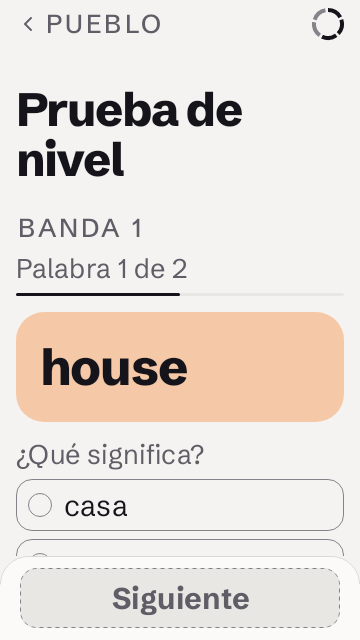 PUEBLO
Prueba de
nivel
BANDA 1
Palabra 1 de 2
house
¿Qué significa?
casa
Siguiente